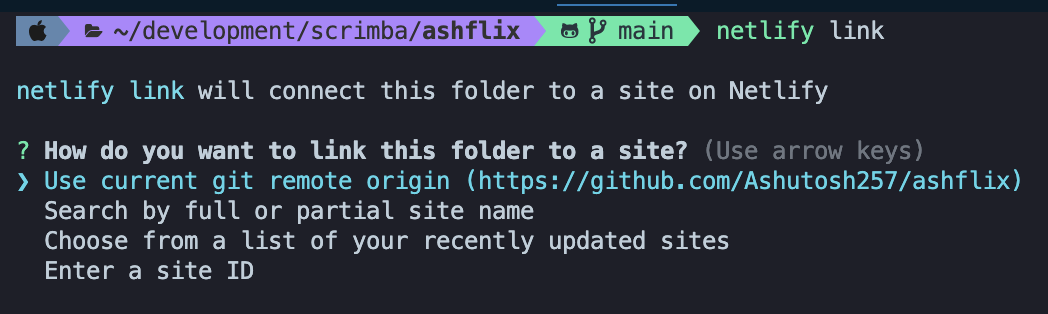 ~/development/scrimba/ashflix main netlify link
netlify link will connect this folder to a site on Netlify
? How do you want to link this folder to a site? (Use arrow keys)
❯ Use current git remote origin (https://github.com/Ashutosh257/ashflix)
Search by full or partial site name
Choose from a list of your recently updated sites
Enter a site ID